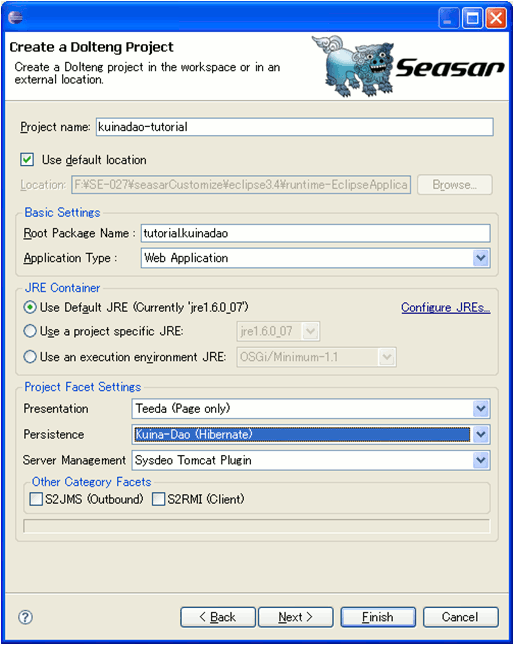 Create a Dolteng Project
Create a Dolteng project in the workspace or in an
external location.
Seasar
Project name: kuinadao-tutorial
Use default location
Location: F:¥SE-027¥seasarCustomize¥eclipse3.4¥runtime-EclipseApplica Browse...
Basic Settings
Root Package Name : tutorial.kuinadao
Application Type : Web Application
JRE Container
Use Default JRE (Currently 'jre1.6.0_07') Configure JREs...
Use a project specific JRE: jre1.6.0_07
Use an execution environment JRE: OSGi/Minimum-1.1
Project Facet Settings
Presentation Teeda (Page only)
Persistence Kuina-Dao (Hibernate)
Server Management Sysdeo Tomcat Plugin
Other Category Facets
S2JMS (Outbound) S2RMI (Client)
? < Back Next > Finish Cancel